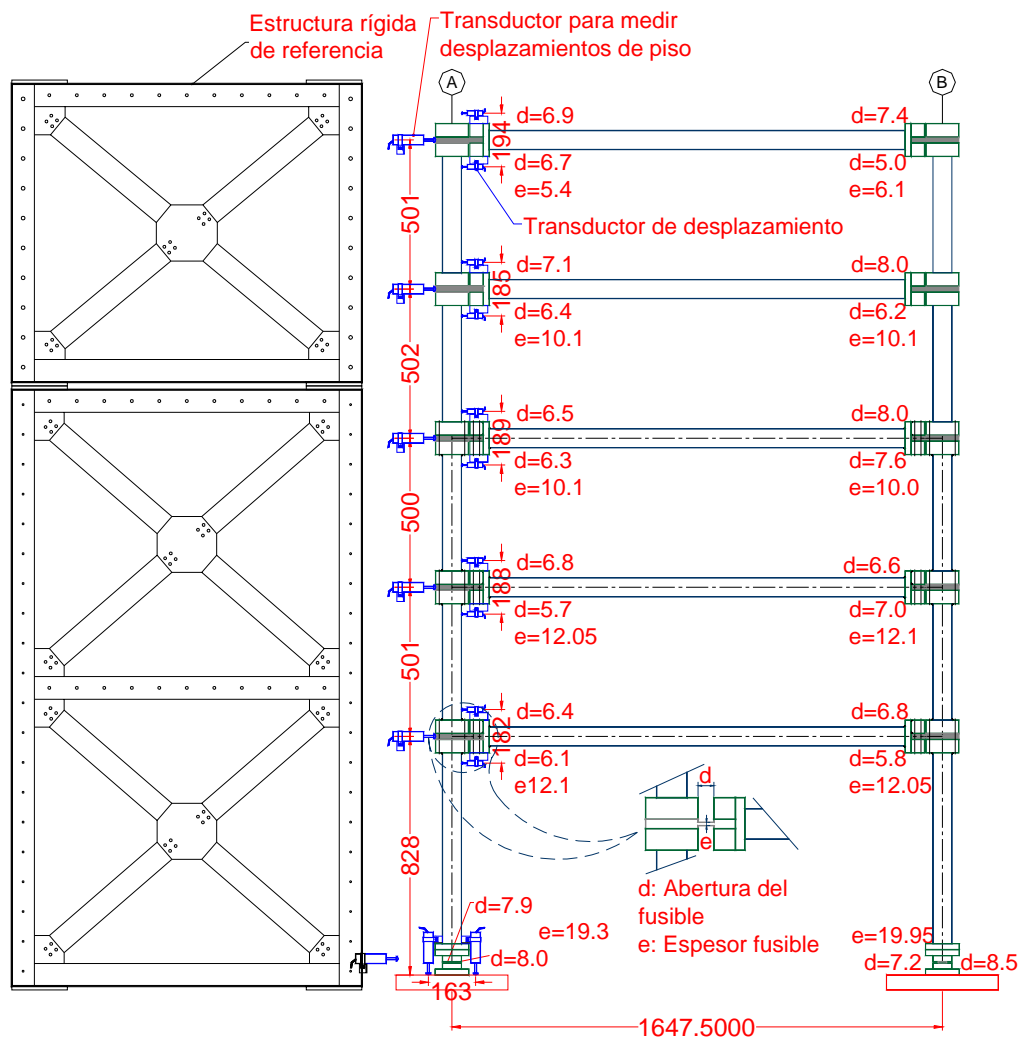 Estructura rígida
de referencia
Transductor para medir
desplazamientos de piso
A
B
d=6.9
d=7.4
194
d=6.7
e=5.4
d=5.0
e=6.1
501
Transductor de desplazamiento
d=7.1
d=8.0
185
d=6.4
e=10.1
d=6.2
e=10.1
502
d=6.5
d=8.0
189
d=6.3
e=10.1
d=7.6
e=10.0
500
d=6.8
d=6.6
188
d=5.7
e=12.05
d=7.0
e=12.1
501
d=6.4
d=6.8
182
d=6.1
e12.1
d=5.8
e=12.05
d
e
828
d: Abertura del
fusible
e: Espesor fusible
d=7.9
e=19.3
d=8.0
e=19.95
d=7.2
d=8.5
163
1647.5000